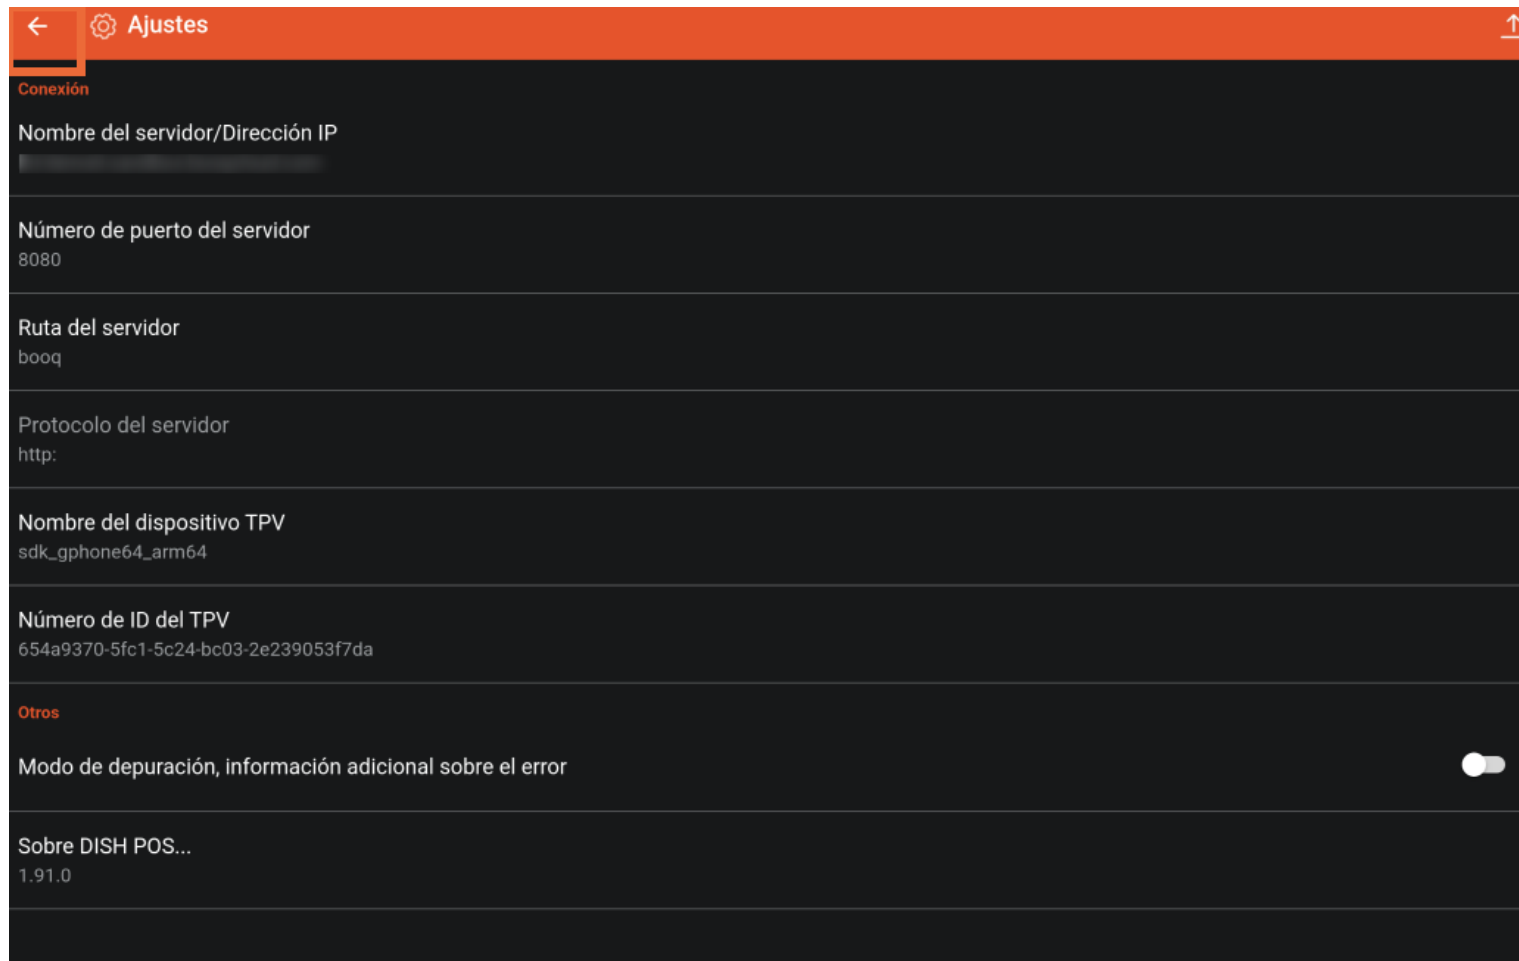 Ajustes
Conexión
Nombre del servidor/Dirección IP
Número de puerto del servidor
8080
Ruta del servidor
booq
Protocolo del servidor
http:
Nombre del dispositivo TPV
sdk_gphone64_arm64
Número de ID del TPV
654a9370-5fc1-5c24-bc03-2e239053f7da
Otros
Modo de depuración, información adicional sobre el error
Sobre DISH POS...
1.91.0